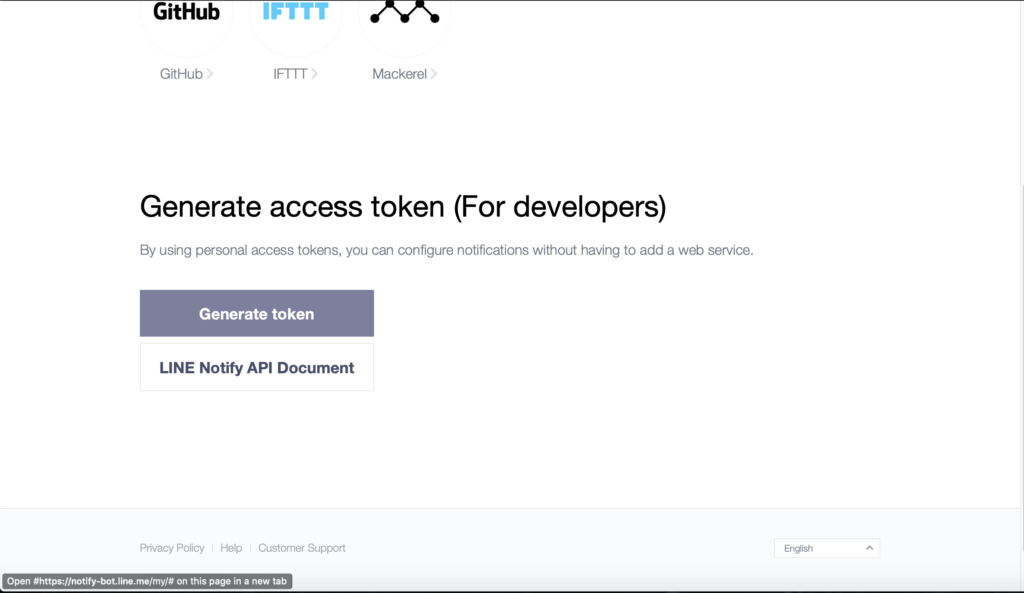 GitHub
IFTTT
GitHub
IFTTT
Mackerel
Generate access token (For developers)
By using personal access tokens, you can configure notifications without having to add a web service.
Generate token
LINE Notify API Document
Privacy Policy | Help | Customer Support
English
Open #https://notify-bot.line.me/my/# on this page in a new tab